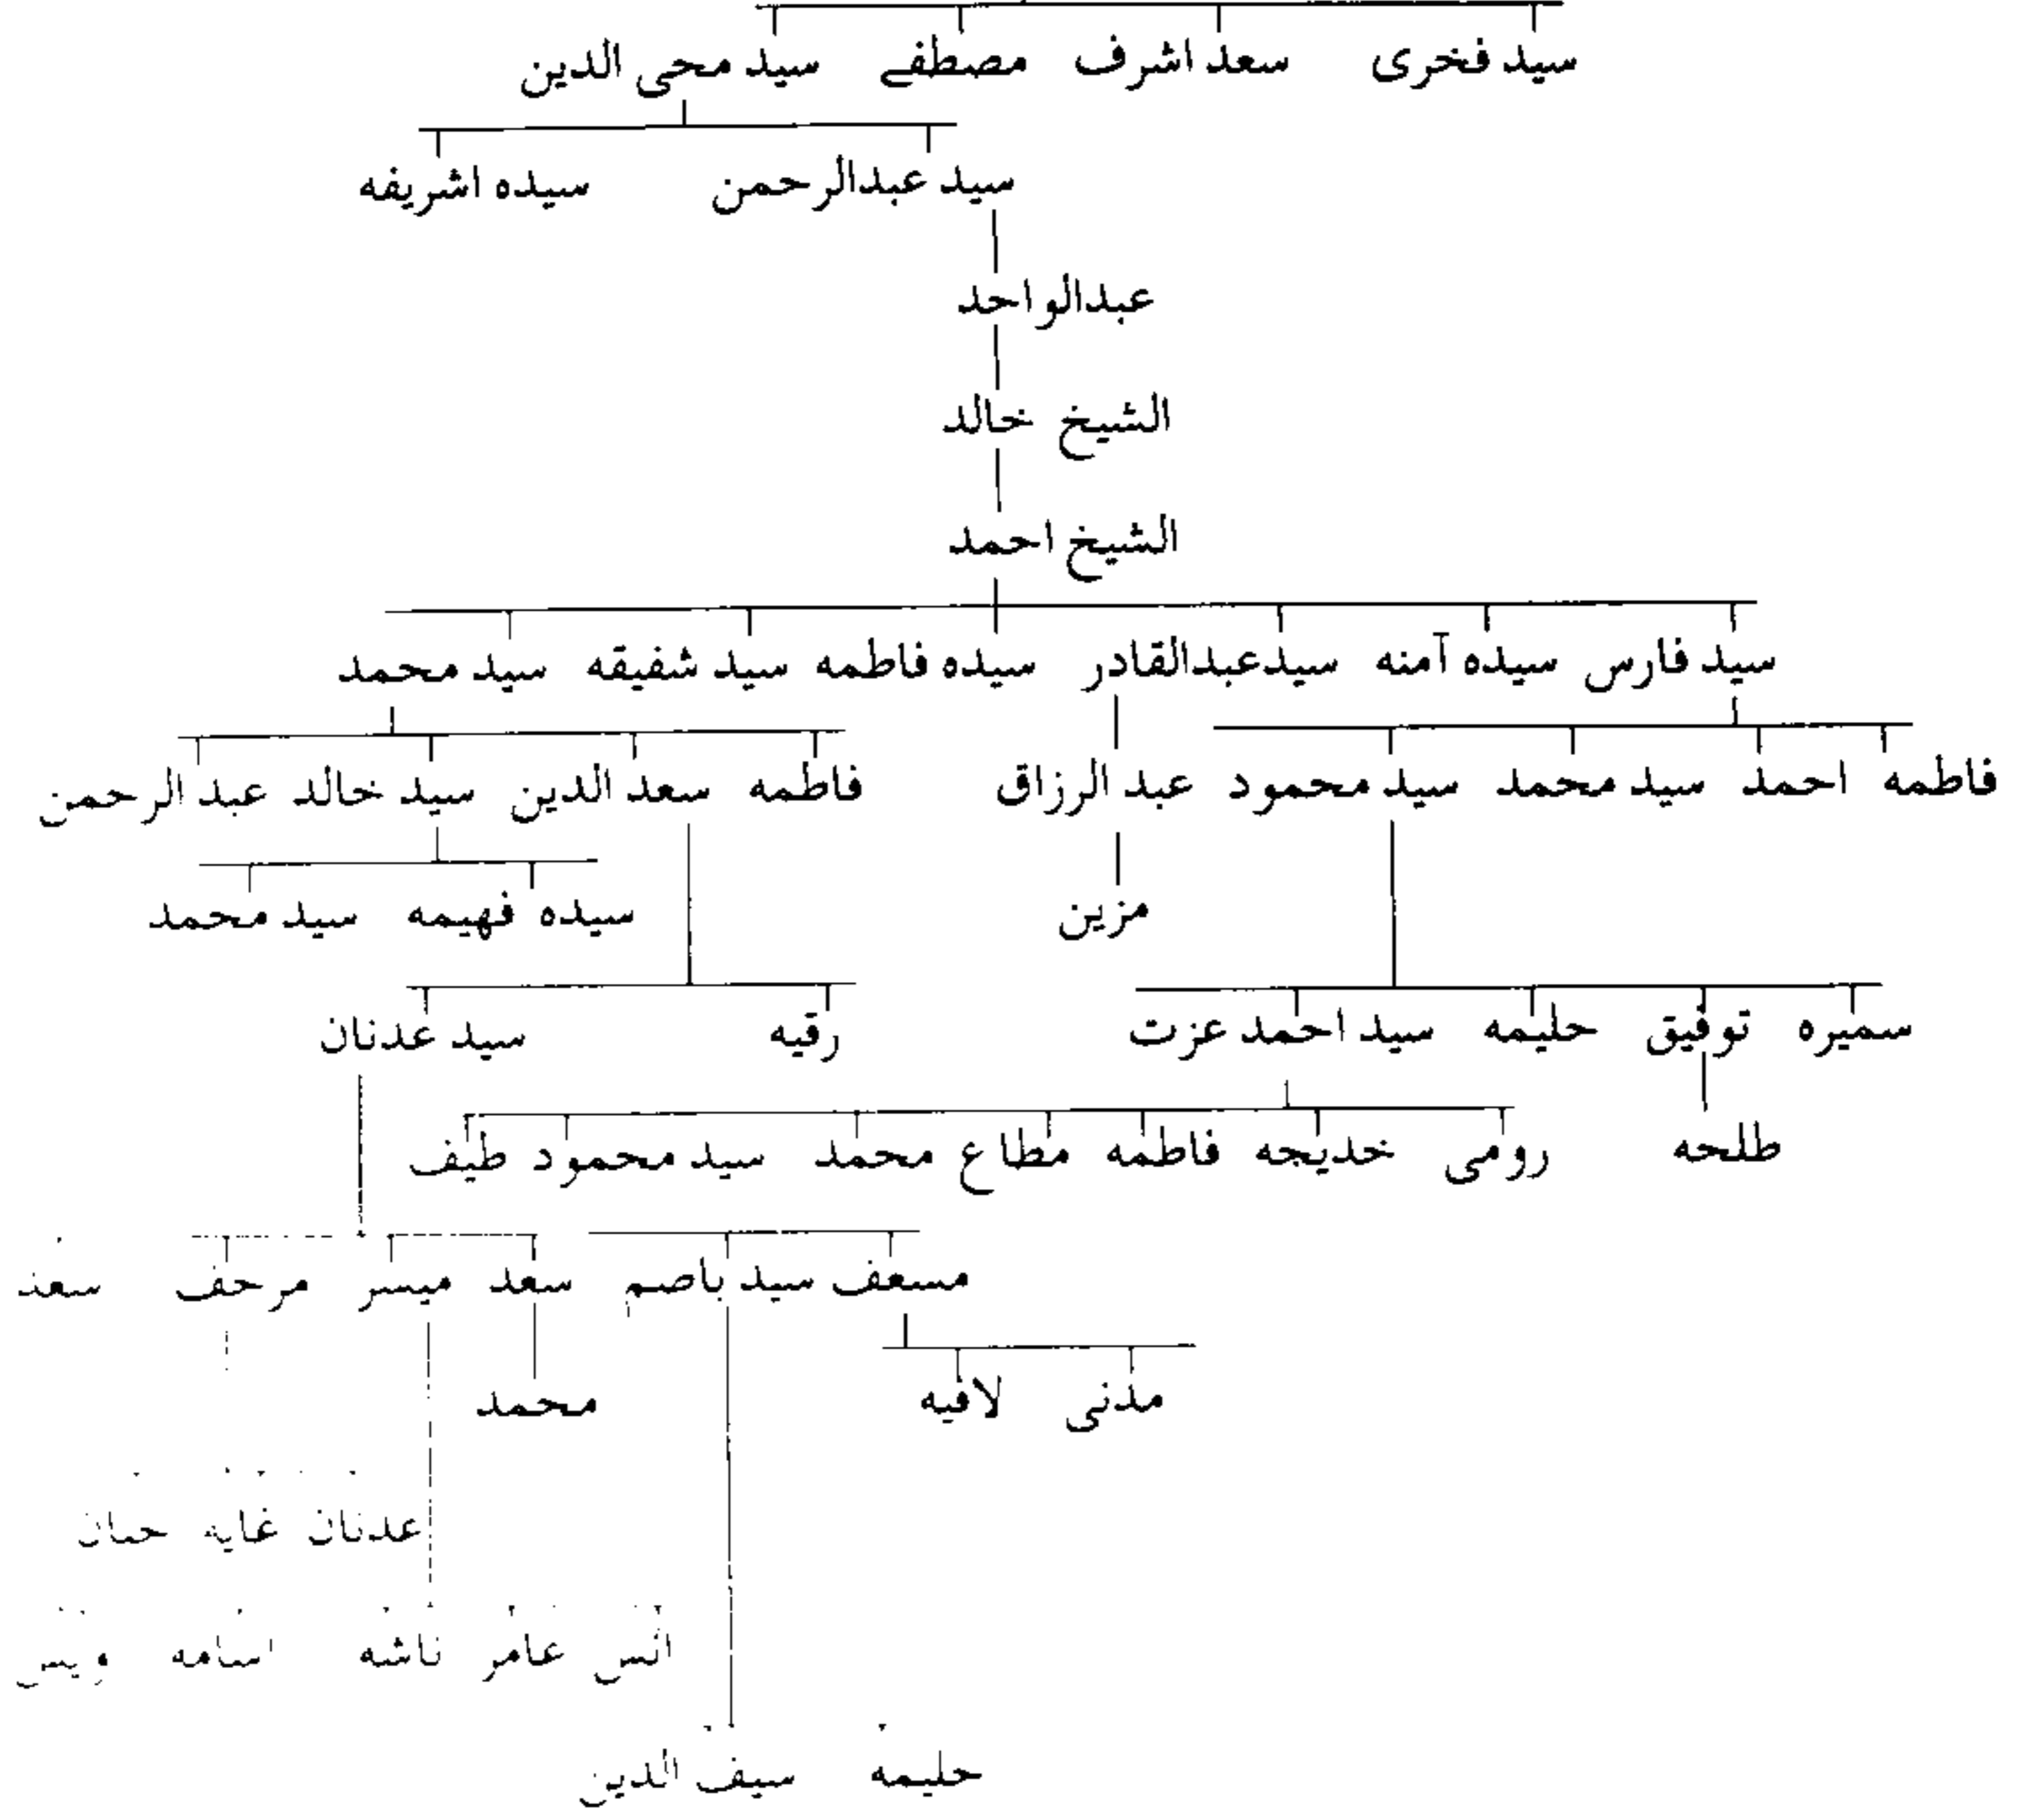 سید فخری سعد اشرف مصطفے سید محی الدین
سید عبدالرحمن سیده اشریفه
عبدالواحد
الشیخ خالد
الشیخ احمد
سید فارس سیده آمنه سیدعبدالقادر سیده فاطمه سید شفیقه سید محمد
فاطمه احمد سید محمد سید محمود عبد الرزاق فاطمه سعد الدین سید خالد عبد الرحمن
مزین سیده فهیمه سید محمد
سمیره توفیق حلیمه سید احمد عزت رقیه سید عدنان
طلحه رومی خدیجه فاطمه مطاع محمد سید محمود طیف
مسعف سید باصم سعد میسر مرحف
مدنی لافیه محمد
عدنان غایه حنان
انس عامر ناشه اسامه
حلیمه سیف الدین